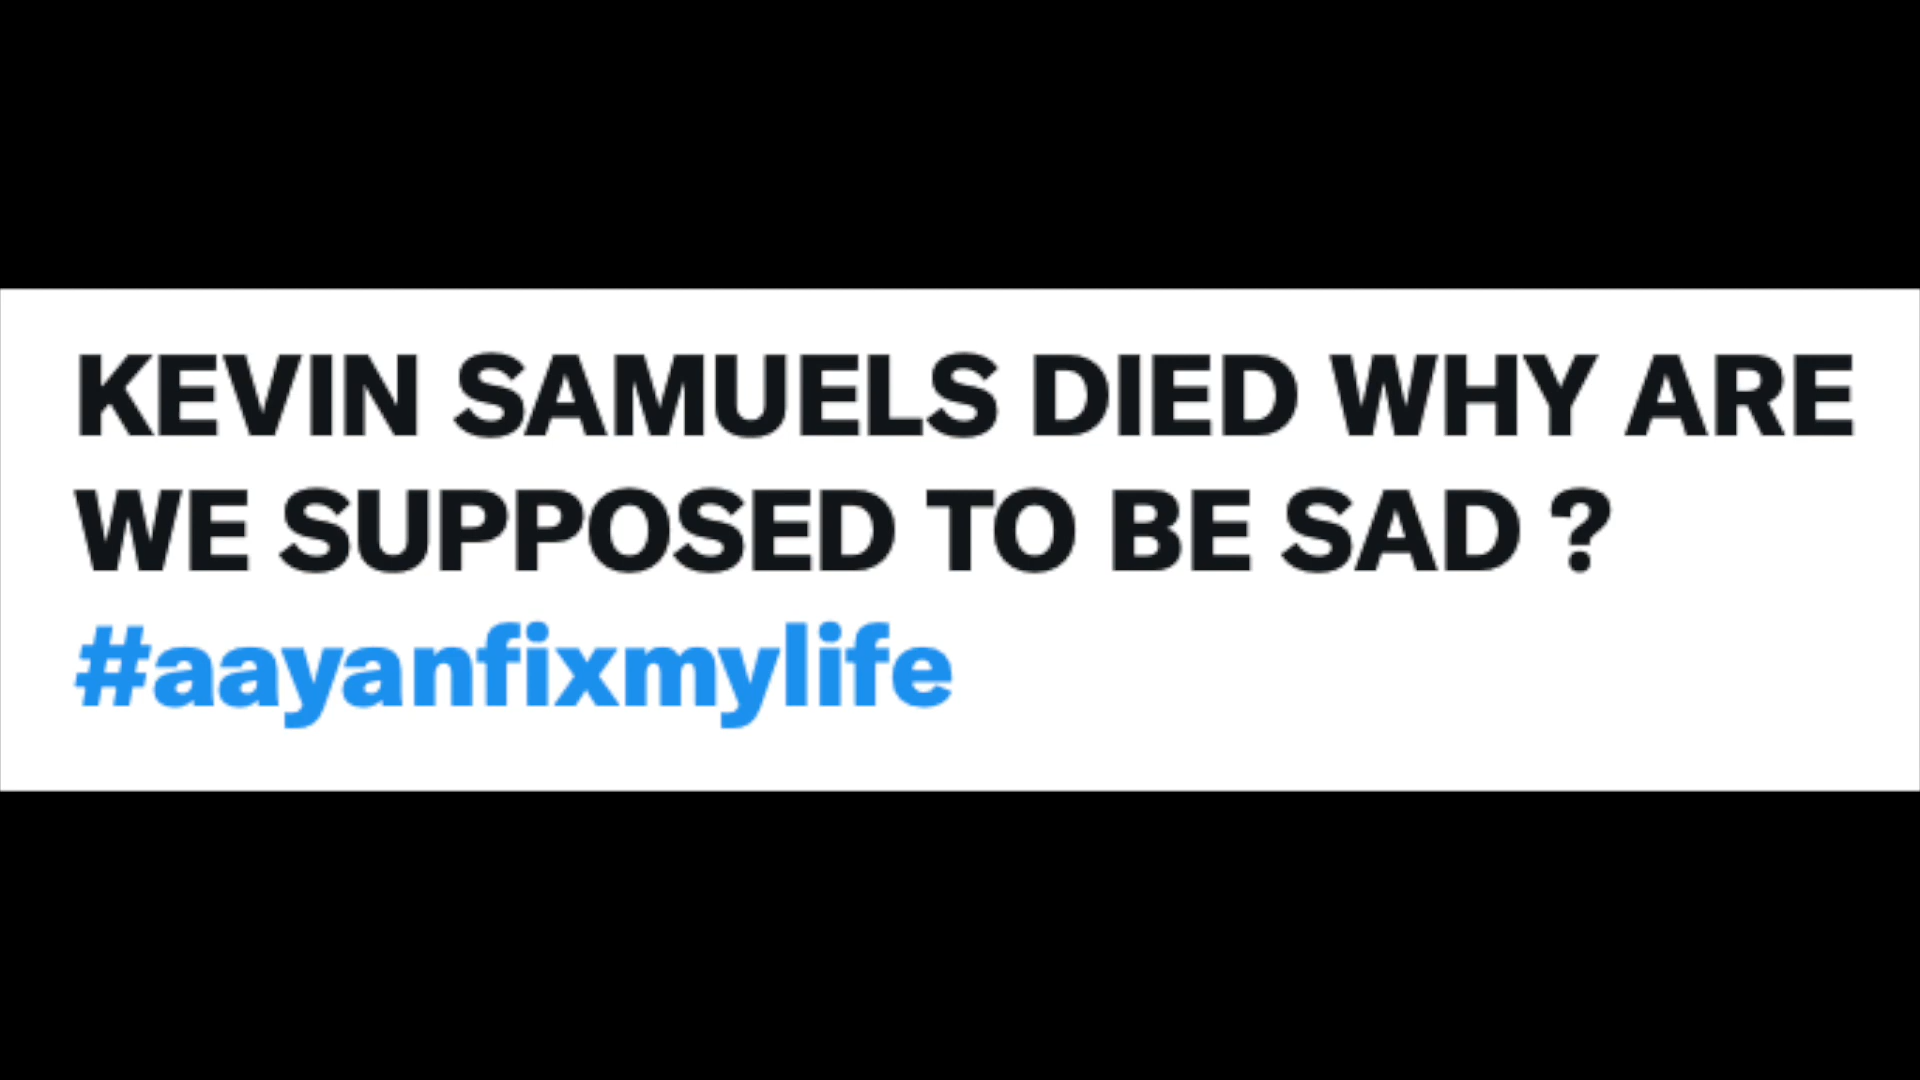 KEVIN SAMUELS DIED WHY ARE
WE SUPPOSED TO BE SAD ?
#aayanfixmylife